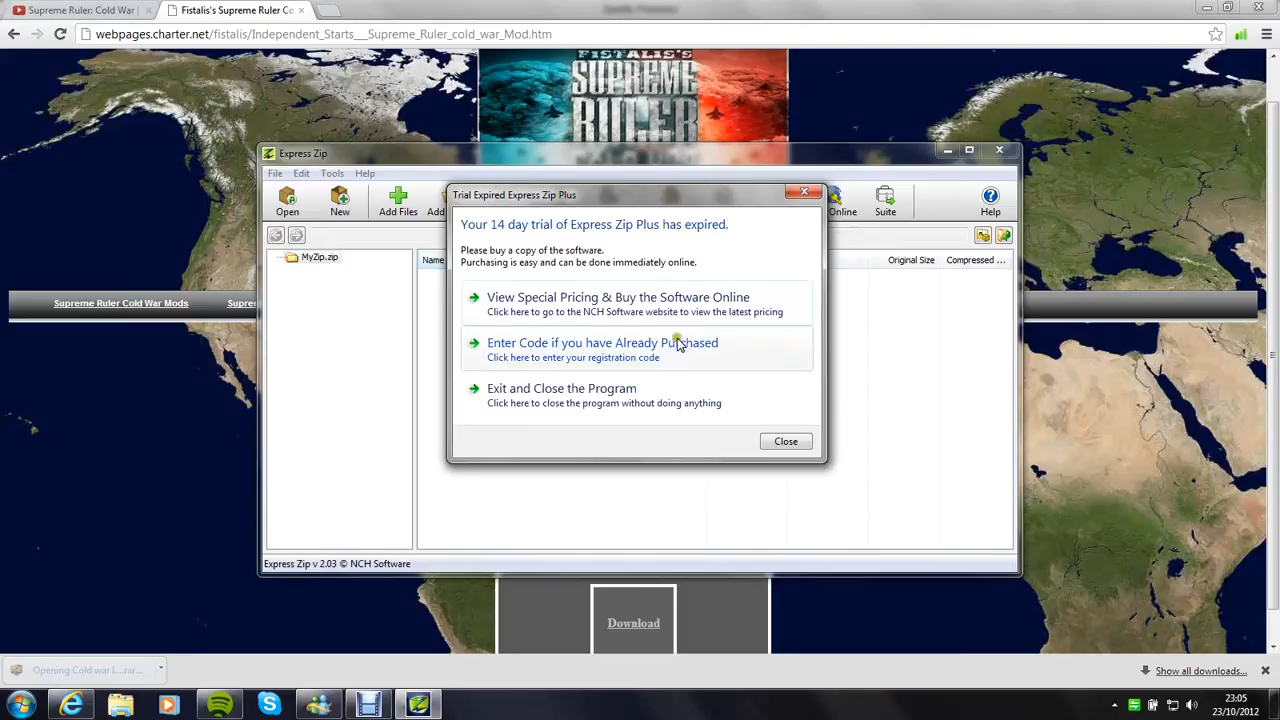 Supreme Ruler: Cold War
Fistalis's Supreme Ruler Co
webpages.charter.net/fistalis/Independent_Starts__Supreme_Ruler_cold_war_Mod.htm
FISTALIS'S
SUPREME
RULER
Express Zip
File Edit Tools Help
Open New Add Files Add Online Suite Help
Trial Expired Express Zip Plus
Your 14 day trial of Express Zip Plus has expired.
Please buy a copy of the software.
Purchasing is easy and can be done immediately online.
MyZip.zip
Name Original Size Compressed ...
View Special Pricing & Buy the Software Online
Click here to go to the NCH Software website to view the latest pricing
Supreme Ruler Cold War Mods Supre
Enter Code if you have Already Purchased
Click here to enter your registration code
Exit and Close the Program
Click here to close the program without doing anything
Close
Express Zip v 2.03 © NCH Software
Download
Opening Cold war I...rar...
Show all downloads...
23:05
23/10/2012